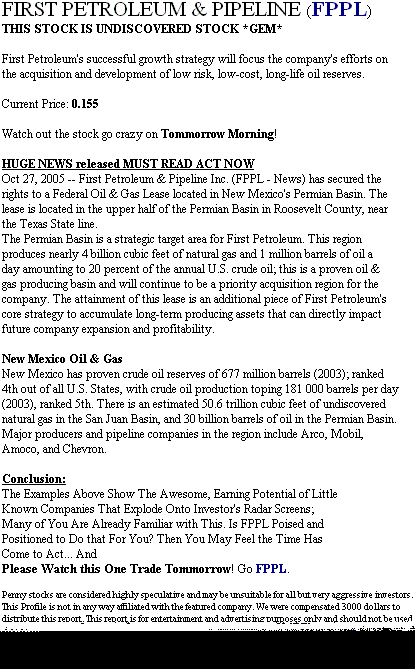 FIRST PETROLEUM & PIPELINE (FPPL)
THIS STOCK IS UNDISCOVERED STOCK *GEM*
First Petroleum's successful growth strategy will focus the company's efforts on
the acquisition and development of low risk, low-cost, long-life oil reserves.
Current Price: 0.155
Watch out the stock go crazy on Tommorrow Morning!
HUGE NEWS released MUST READ ACT NOW
Oct 27, 2005 -- First Petroleum & Pipeline Inc. (FPPL - News) has secured the
rights to a Federal Oil & Gas Lease located in New Mexico's Permian Basin. The
lease is located in the upper half of the Permian Basin in Roosevelt County, near
the Texas State line.
The Permian Basin is a strategic target area for First Petroleum. This region
produces nearly 4 billion cubic feet of natural gas and 1 million barrels of oil a
day amounting to 20 percent of the annual U.S. crude oil; this is a proven oil &
gas producing basin and will continue to be a priority acquisition region for the
company. The attainment of this lease is an additional piece of First Petroleum's
core strategy to accumulate long-term producing assets that can directly impact
future company expansion and profitability.
New Mexico Oil & Gas
New Mexico has proven crude oil reserves of 677 million barrels (2003); ranked
4th out of all U.S. States, with crude oil production toping 181 000 barrels per day
(2003), ranked 5th. There is an estimated 50.6 trillion cubic feet of undiscovered
natural gas in the San Juan Basin, and 30 billion barrels of oil in the Permian Basin.
Major producers and pipeline companies in the region include Arco, Mobil,
Amoco, and Chevron.
Conclusion:
The Examples Above Show The Awesome, Earning Potential of Little
Known Companies That Explode Onto Investor's Radar Screens;
Many of You Are Already Familiar with This. Is FPPL Poised and
Positioned to Do that For You? Then You May Feel the Time Has
Come to Act... And
Please Watch this One Trade Tommorrow! Go FPPL.
Penny stocks are considered highly speculative and may be unsuitable for all but very aggressive investors.
This Profile is not in any way affiliated with the featured company. We were compensated 3000 dollars to
distribute this report. This report is for entertainment and advertising purposes only and should not be used